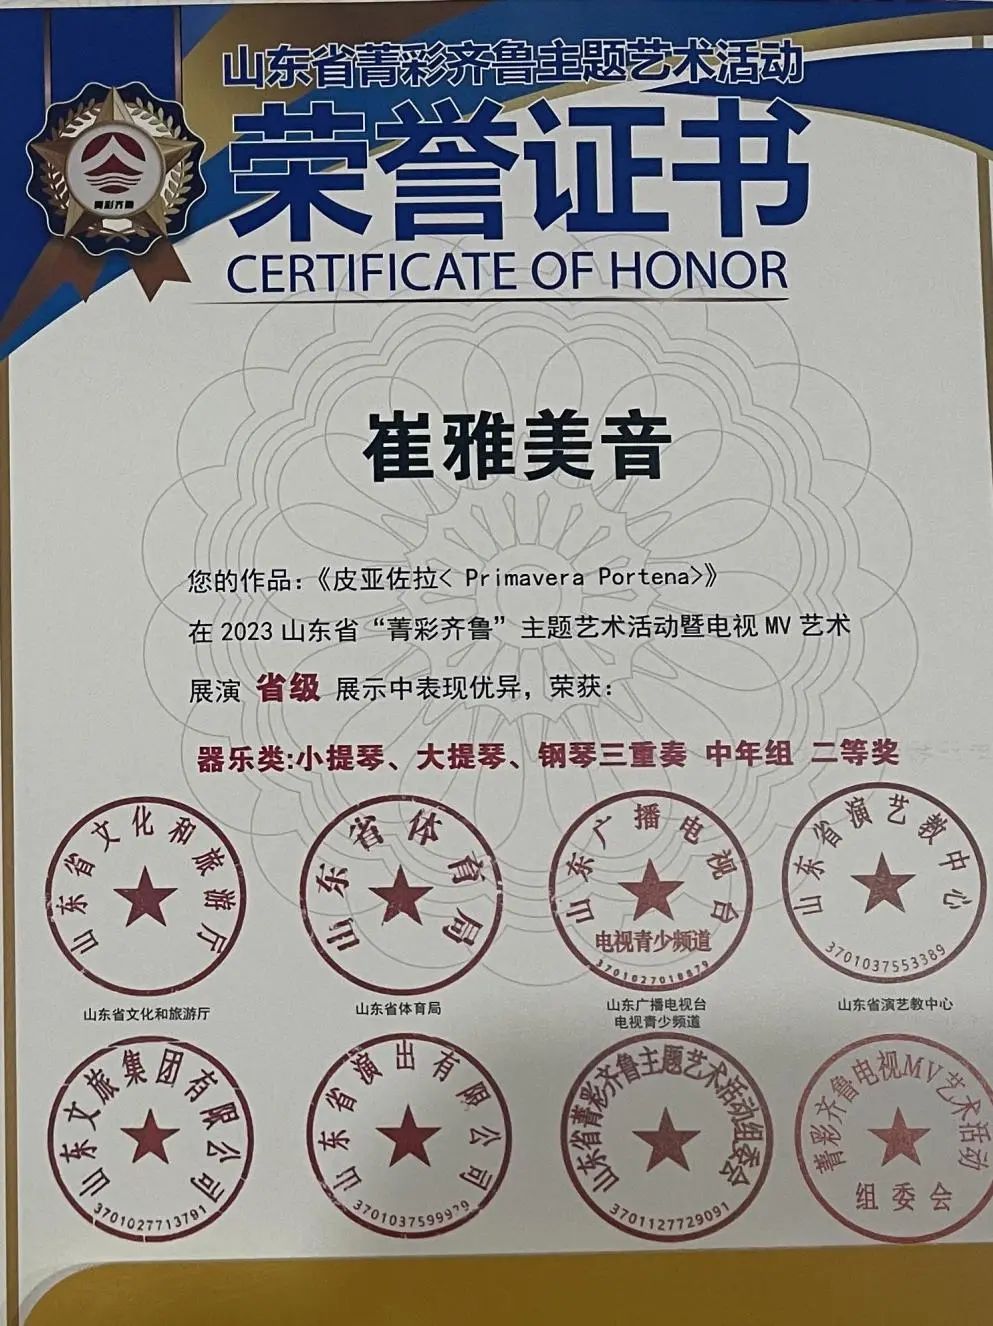 山东省菁彩齐鲁主题艺术活动
荣誉证书
CERTIFICATE OF HONOR
菁彩齐鲁
崔雅美音
您的作品：《皮亚佐拉< Primavera Portena>》
在 2023 山东省“菁彩齐鲁”主题艺术活动暨电视 MV 艺术
展演 省级 展示中表现优异，荣获：
器乐类:小提琴、大提琴、钢琴三重奏 中年组 二等奖
山东省文化和旅游厅
山东省体育局
山东广播电视台
电视青少频道
3701027018879
山东省演艺教中心
3701037553389
山东省文化和旅游厅
山东省体育局
山东广播电视台
电视青少频道
山东省演艺教中心
山东文旅集团有限公司
3701027713791
山东省演出有限公司
3701037599979
山东省菁彩齐鲁主题艺术活动组委会
3701127729091
菁彩齐鲁电视MV艺术活动
组委会